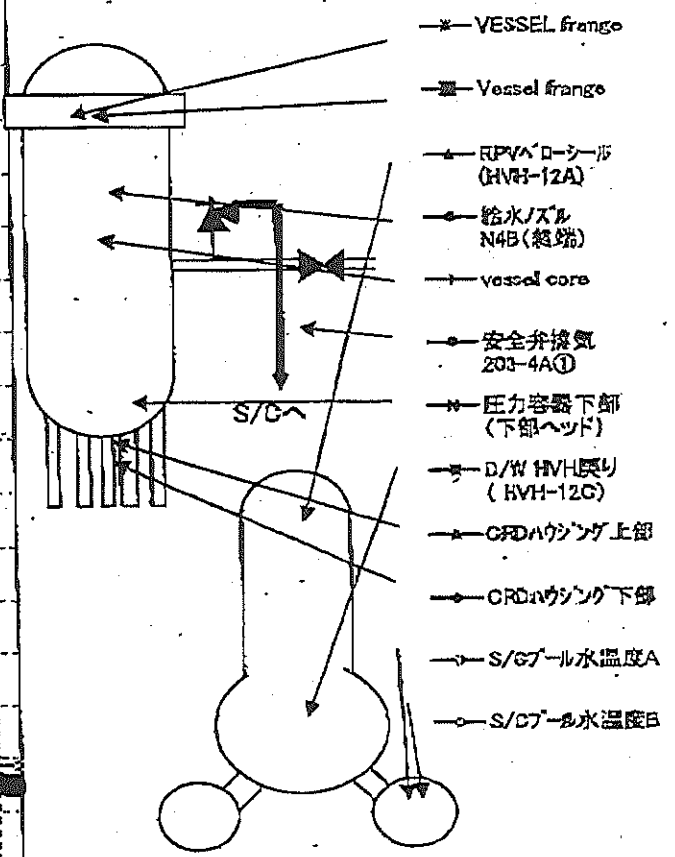 VESSEL frange
Vessel frange
RPVベローシール
(HVH-12A)
給水ノズル
N4B(終端)
vessel core
安全弁排気
203-4A①
圧力容器下部
(下部ヘッド)
D/W HVH戻り
( HVH-12C)
CRDハウジング上部
CRDハウジング下部
S/Cプール水温度A
S/Cプール水温度B
S/Cへ